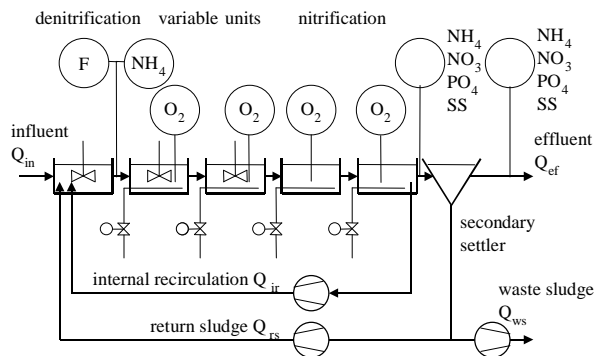 denitrification variable units nitrification
F
NH4
NH4
NO3
PO4
SS
NH4
NO3
PO4
SS
O2
O2
O2
O2
influent
Qin
effluent
Qef
secondary
settler
internal recirculation Q ir
waste sludge
Qws
return sludge Qrs